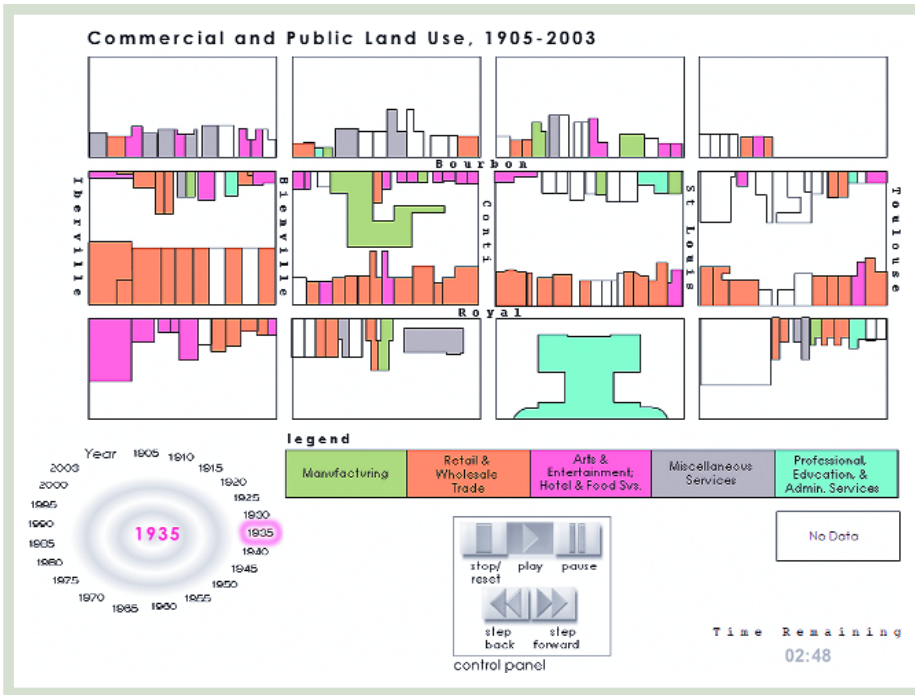 Commercial and Public Land Use, 1905-2003
Bourbon
Iberville
Bienville
Conti
St Louis
Toulouse
Royal
legend
Manufacturing
Retail &
Wholesale
Trade
Arts &
Entertainment;
Hotel & Food Svs.
Miscellaneous
Services
Professional,
Education, &
Admin. Services
No Data
Year
1905
1910
1915
1920
1925
1930
1935
1940
1945
1950
1955
1960
1965
1970
1975
1980
1985
1990
1995
2000
2003
1935
stop/
reset
play
pause
step
back
step
forward
control panel
Time Remaining
02:48